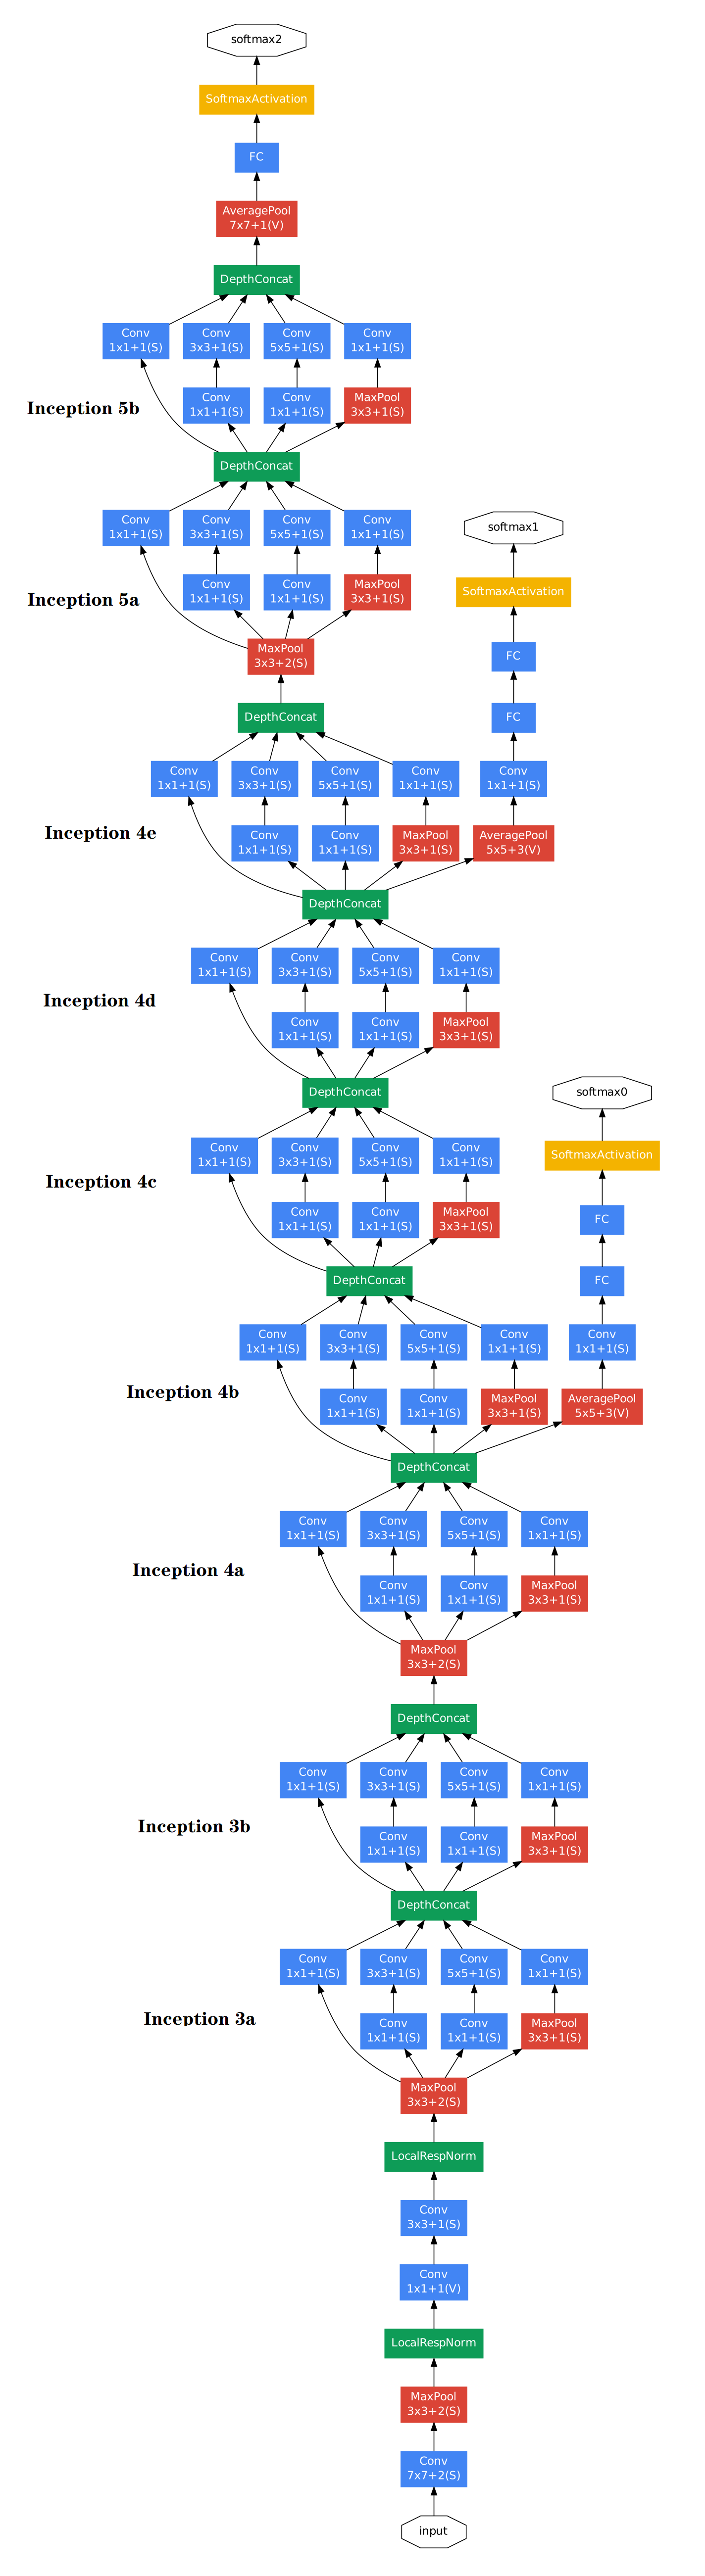 softmax2
SoftmaxActivation
FC
AveragePool
7x7+1(V)
DepthConcat
Conv Conv Conv Conv
1x1+1(S) 3x3+1(S) 5x5+1(S) 1x1+1(S)
Inception 5b
Conv Conv MaxPool
1x1+1(S) 1x1+1(S) 3x3+1(S)
DepthConcat
Conv Conv Conv Conv
1x1+1(S) 3x3+1(S) 5x5+1(S) 1x1+1(S)
softmax1
Inception 5a
Conv Conv MaxPool
1x1+1(S) 1x1+1(S) 3x3+1(S)
SoftmaxActivation
MaxPool
3x3+2(S)
FC
DepthConcat
FC
Conv Conv Conv Conv Conv
1x1+1(S) 3x3+1(S) 5x5+1(S) 1x1+1(S) 1x1+1(S)
Inception 4e
Conv Conv MaxPool AveragePool
1x1+1(S) 1x1+1(S) 3x3+1(S) 5x5+3(V)
DepthConcat
Conv Conv Conv Conv
1x1+1(S) 3x3+1(S) 5x5+1(S) 1x1+1(S)
Inception 4d
Conv Conv MaxPool
1x1+1(S) 1x1+1(S) 3x3+1(S)
DepthConcat
softmax0
Conv Conv Conv Conv
1x1+1(S) 3x3+1(S) 5x5+1(S) 1x1+1(S)
SoftmaxActivation
Inception 4c
Conv Conv MaxPool
1x1+1(S) 1x1+1(S) 3x3+1(S)
FC
DepthConcat
FC
Conv Conv Conv Conv Conv
1x1+1(S) 3x3+1(S) 5x5+1(S) 1x1+1(S) 1x1+1(S)
Inception 4b
Conv Conv MaxPool AveragePool
1x1+1(S) 1x1+1(S) 3x3+1(S) 5x5+3(V)
DepthConcat
Conv Conv Conv Conv
1x1+1(S) 3x3+1(S) 5x5+1(S) 1x1+1(S)
Inception 4a
Conv Conv MaxPool
1x1+1(S) 1x1+1(S) 3x3+1(S)
MaxPool
3x3+2(S)
DepthConcat
Conv Conv Conv Conv
1x1+1(S) 3x3+1(S) 5x5+1(S) 1x1+1(S)
Inception 3b
Conv Conv MaxPool
1x1+1(S) 1x1+1(S) 3x3+1(S)
DepthConcat
Conv Conv Conv Conv
1x1+1(S) 3x3+1(S) 5x5+1(S) 1x1+1(S)
Inception 3a
Conv Conv MaxPool
1x1+1(S) 1x1+1(S) 3x3+1(S)
MaxPool
3x3+2(S)
LocalRespNorm
Conv
3x3+1(S)
Conv
1x1+1(V)
LocalRespNorm
MaxPool
3x3+2(S)
Conv
7x7+2(S)
input